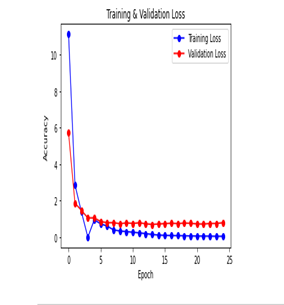 Training & Validation Loss
Training Loss
Validation Loss
10
8
6
4
2
0
Accuracy
0 5 10 15 20 25
Epoch